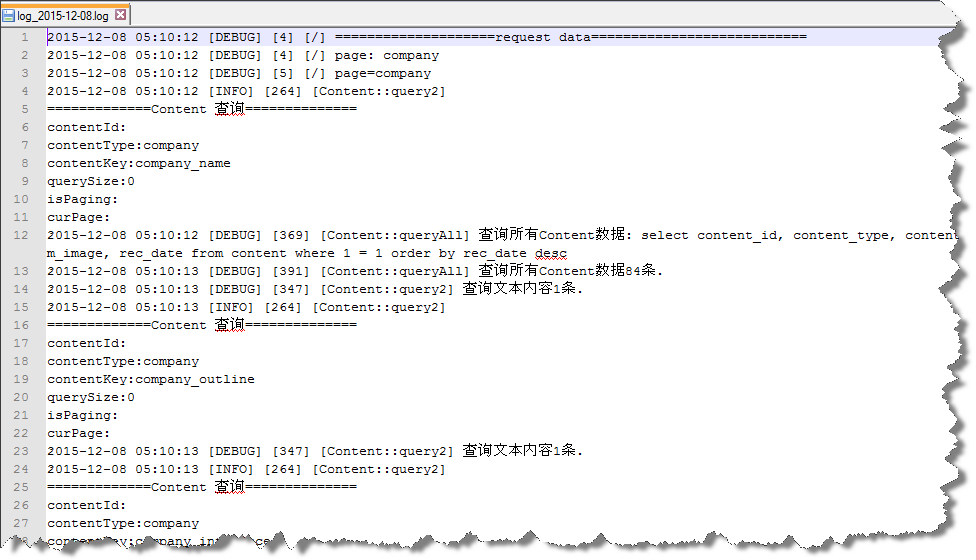 log_2015-12-08.log
1 2015-12-08 05:10:12 [DEBUG] [4] [/] ====================request data===========================
2 2015-12-08 05:10:12 [DEBUG] [4] [/] page: company
3 2015-12-08 05:10:12 [DEBUG] [5] [/] page=company
4 2015-12-08 05:10:12 [INFO] [264] [Content::query2]
5 =============Content 查询==============
6 contentId:
7 contentType:company
8 contentKey:company_name
9 querySize:0
10 isPaging:
11 curPage:
12 2015-12-08 05:10:12 [DEBUG] [369] [Content::queryAll] 查询所有Content数据: select content_id, content_type, conten
m_image, rec_date from content where 1 = 1 order by rec_date desc
13 2015-12-08 05:10:13 [DEBUG] [391] [Content::queryAll] 查询所有Content数据84条.
14 2015-12-08 05:10:13 [DEBUG] [347] [Content::query2] 查询文本内容1条.
15 2015-12-08 05:10:13 [INFO] [264] [Content::query2]
16 =============Content 查询==============
17 contentId:
18 contentType:company
19 contentKey:company_outline
20 querySize:0
21 isPaging:
22 curPage:
23 2015-12-08 05:10:13 [DEBUG] [347] [Content::query2] 查询文本内容1条.
24 2015-12-08 05:10:13 [INFO] [264] [Content::query2]
25 =============Content 查询==============
26 contentId:
27 contentType:company